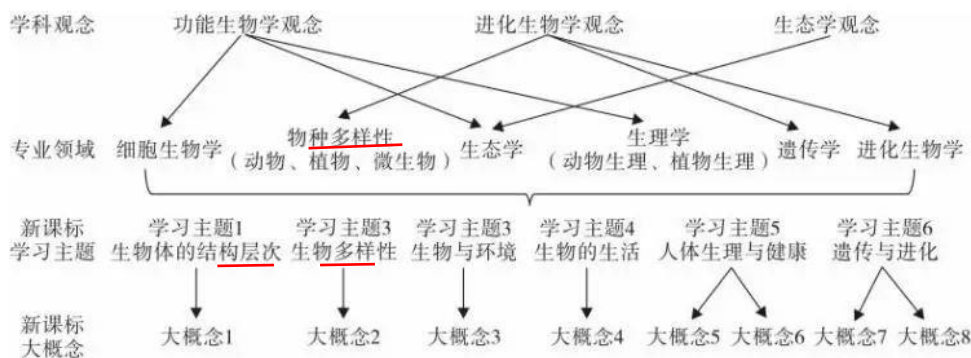 学科观念 功能生物学观念 进化生物学观念 生态学观念
专业领域 细胞生物学 物种多样性 生态学 生理学 遗传学 进化生物学
(动物、植物、微生物) (动物生理、植物生理)
新课标 学习主题1 学习主题3 学习主题3 学习主题4 学习主题5 学习主题6
学习主题 生物体的结构层次 生物多样性 生物与环境 生物的生活 人体生理与健康 遗传与进化
新课标
大概念 大概念1 大概念2 大概念3 大概念4 大概念5 大概念6 大概念7 大概念8